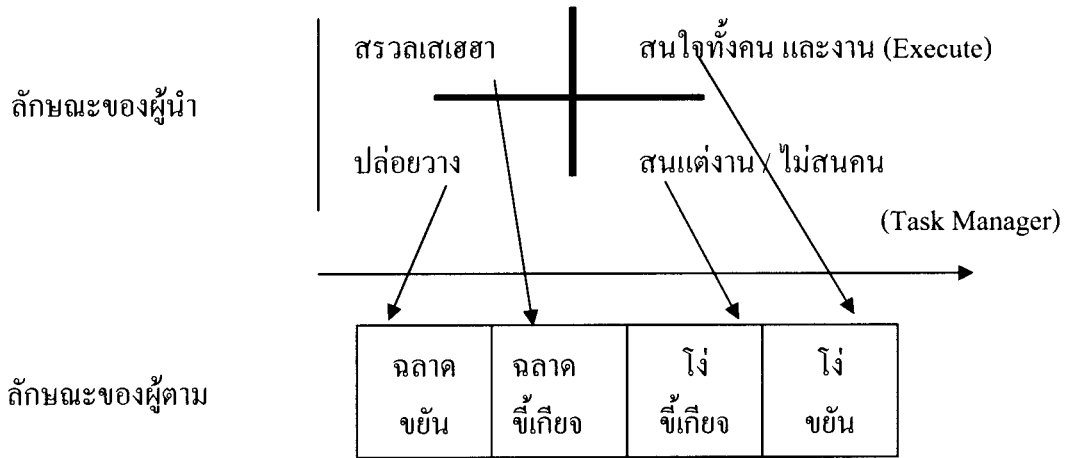 สรวลเสเฮฮา สนใจทั้งคน และงาน (Execute)
ลักษณะของผู้นำ
ปล่อยวาง สนแต่งาน / ไม่สนคน
(Task Manager)
ฉลาด ฉลาด โง่ โง่
ลักษณะของผู้ตาม
ขยัน ขี้เกียจ ขี้เกียจ ขยัน